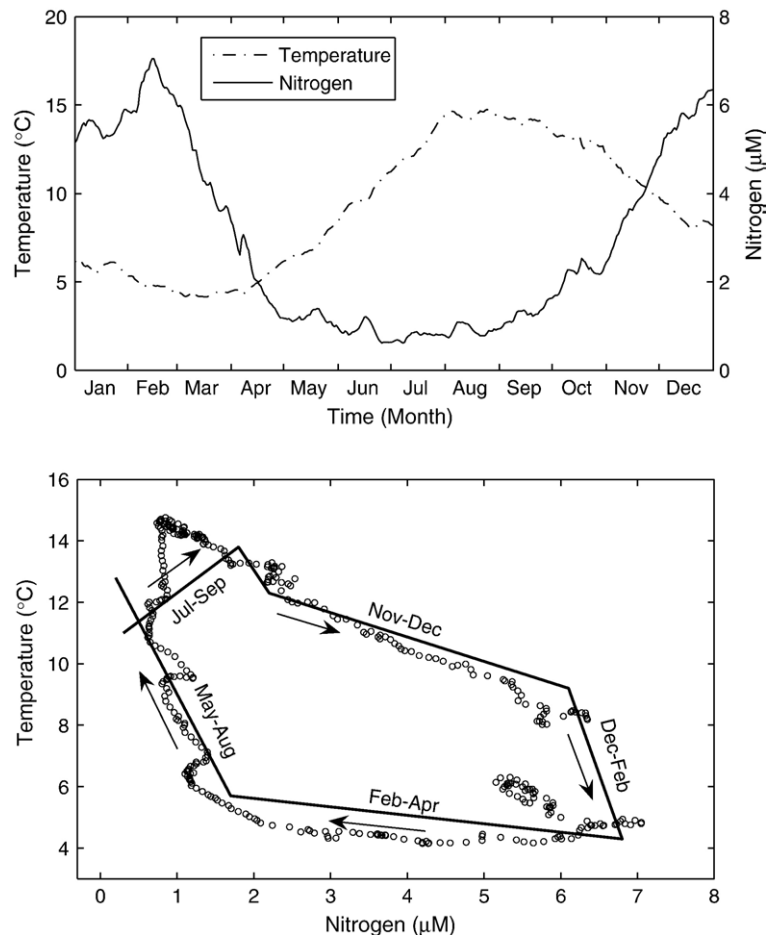 20
15
10
5
0
Temperature (°C)
8
6
4
2
0
Nitrogen (μM)
Temperature
Nitrogen
Jan Feb Mar Apr May Jun Jul Aug Sep Oct Nov Dec
Time (Month)
16
14
12
10
8
6
4
Temperature (°C)
Jul-Sep
Nov-Dec
May-Aug
Dec-Feb
Feb-Apr
0 1 2 3 4 5 6 7 8
Nitrogen (μM)